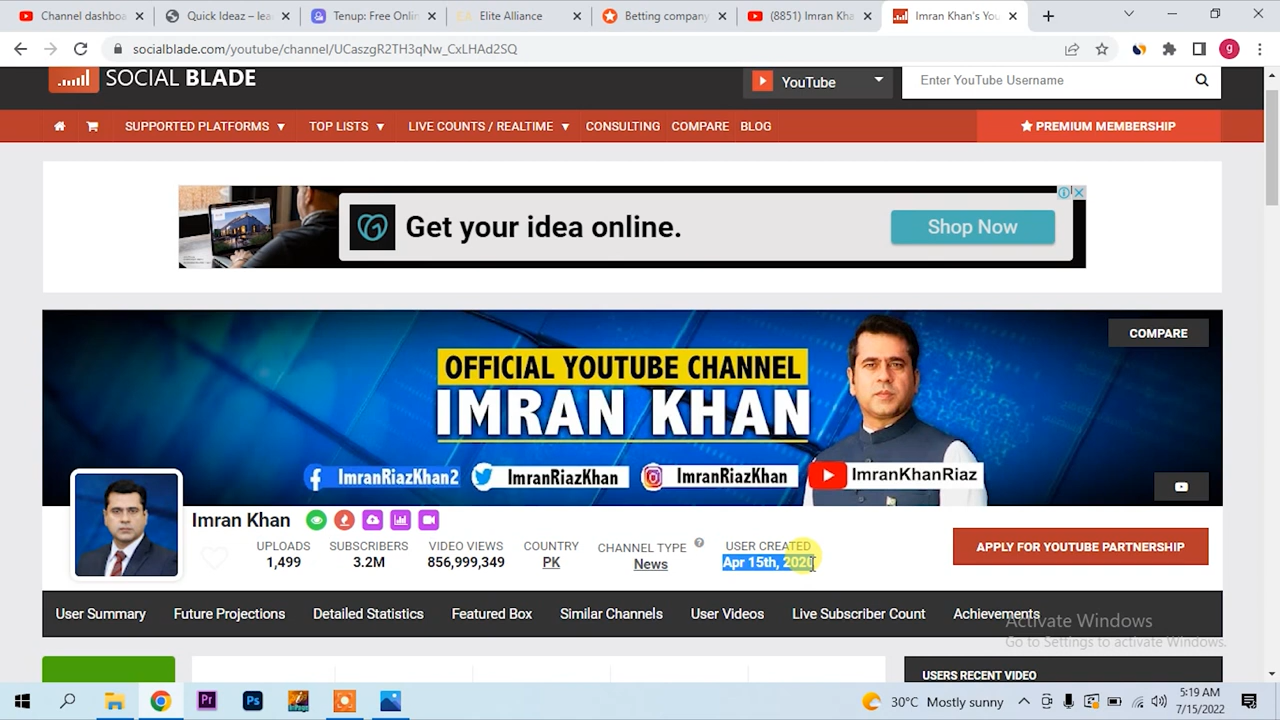 Channel dashboa
Quick Ideaz – lea
Tenup: Free Onlin
Elite Alliance
Betting company
(8851) Imran Kha
Imran Khan's You
socialblade.com/youtube/channel/UCaszgR2TH3qNw_CxLHAd2SQ
g
SOCIAL BLADE
YouTube
Enter YouTube Username
SUPPORTED PLATFORMS
TOP LISTS
LIVE COUNTS / REALTIME
CONSULTING
COMPARE
BLOG
PREMIUM MEMBERSHIP
Get your idea online.
Shop Now
COMPARE
OFFICIAL YOUTUBE CHANNEL
IMRAN KHAN
ImranRiazKhan2
ImranRiazKhan
ImranRiazKhan
ImranKhanRiaz
Imran Khan
UPLOADS
1,499
SUBSCRIBERS
3.2M
VIDEO VIEWS
856,999,349
COUNTRY
PK
CHANNEL TYPE
News
USER CREATED
Apr 15th, 2020
APPLY FOR YOUTUBE PARTNERSHIP
User Summary
Future Projections
Detailed Statistics
Featured Box
Similar Channels
User Videos
Live Subscriber Count
Achievements
Activate Windows
Go to Settings to activate Windows.
USERS RECENT VIDEO
Pr
Ps
30°C Mostly sunny
5:19 AM
7/15/2022